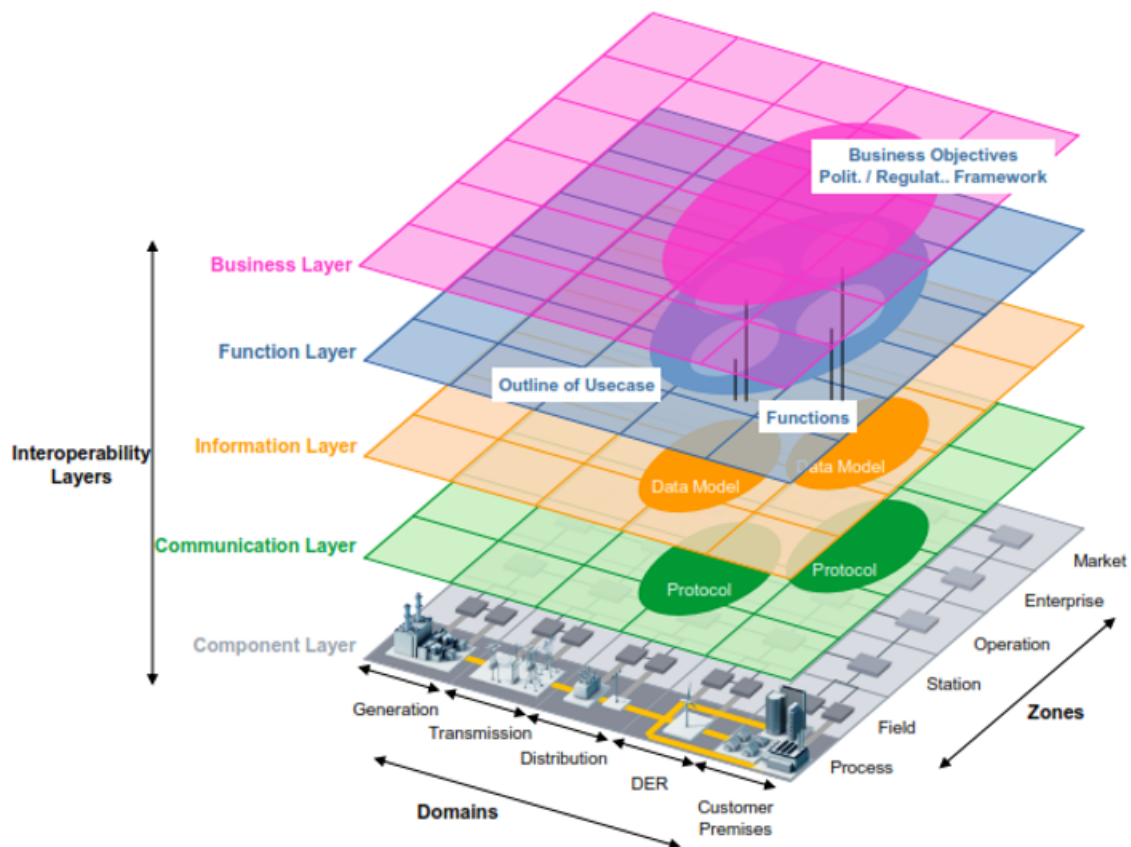 Business Objectives
Polit. / Regulat.. Framework
Business Layer
Function Layer
Outline of Usecase
Functions
Information Layer
Data Model
Data Model
Interoperability
Layers
Communication Layer
Protocol
Protocol
Component Layer
Market
Enterprise
Operation
Station
Field
Process
Zones
Generation
Transmission
Distribution
DER
Customer
Premises
Domains